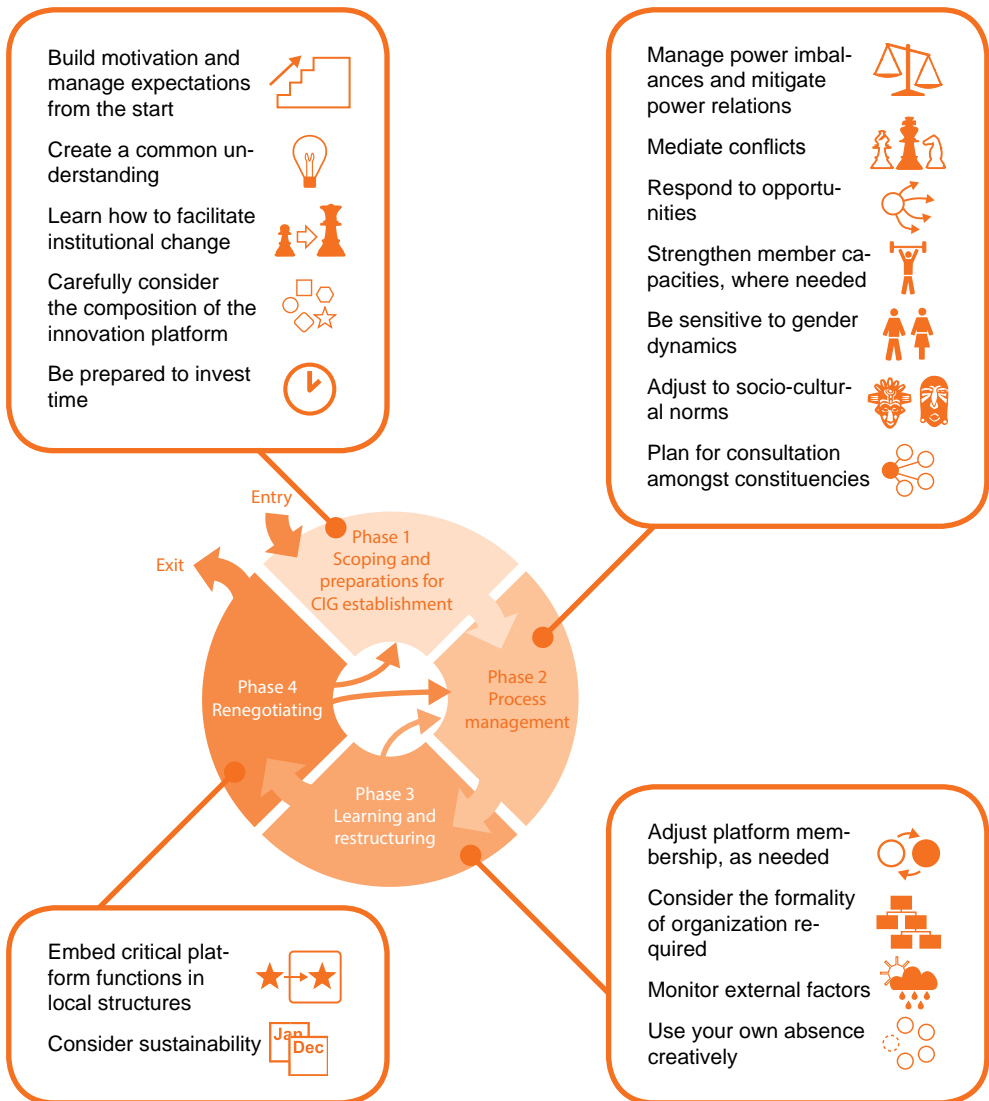 Build motivation and
manage expectations
from the start
Create a common un-
derstanding
Learn how to facilitate
institutional change
Carefully consider
the composition of the
innovation platform
Be prepared to invest
time
Manage power imbal-
ances and mitigate
power relations
Mediate conflicts
Respond to opportu-
nities
Strengthen member ca-
pacities, where needed
Be sensitive to gender
dynamics
Adjust to socio-cultur-
al norms
Plan for consultation
amongst constituencies
Entry
Exit
Phase 1
Scoping and
preparations for
CIG establishment
Phase 2
Process
management
Phase 3
Learning and
restructuring
Phase 4
Renegotiating
Embed critical plat-
form functions in
local structures
Consider sustainability
Jan
Dec
Adjust platform mem-
bership, as needed
Consider the formality
of organization re-
quired
Monitor external factors
Use your own absence
creatively